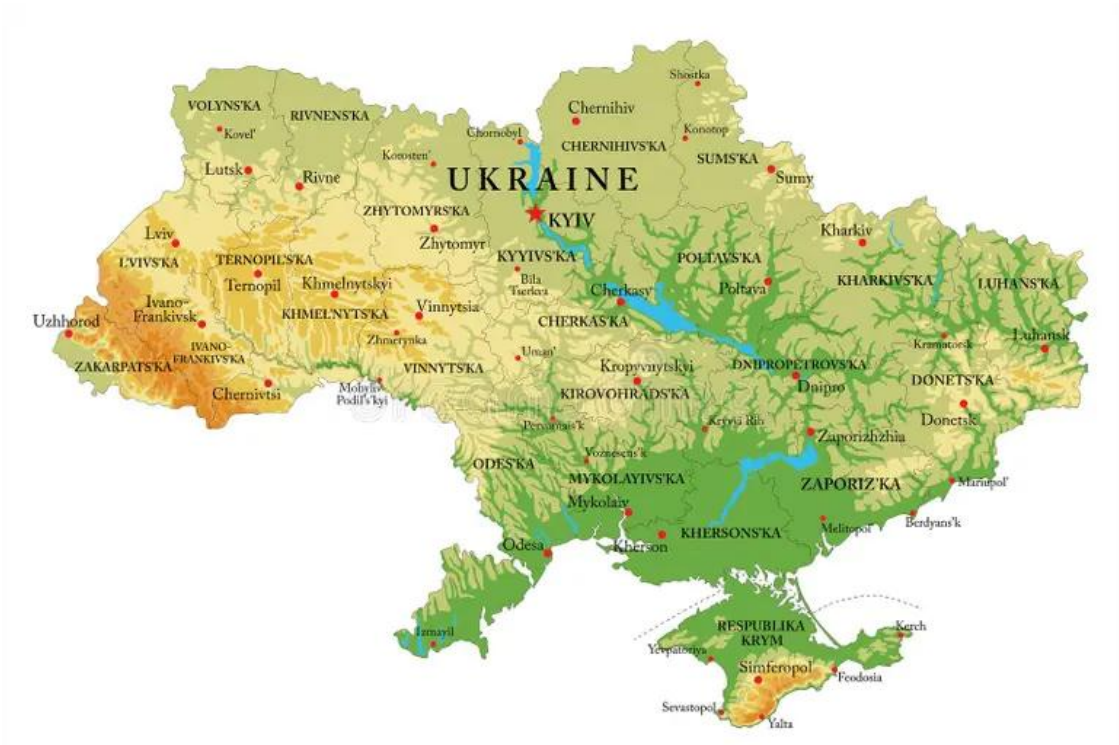 Shostka
VOLYNS'KA
RIVNENS'KA
Chernihiv
Kovel'
Chornobyl
Konotop
CHERNIHIVS'KA
Korosten'
SUMS'KA
Lutsk
Rivne
UKRAINE
Sumy
ZHYTOMYRS'KA
KYIV
Lviv
Zhytomyr
Kharkiv
L'VIVS'KA
TERNOPIL'S'KA
KYYIVS'KA
POLTAVS'KA
Ternopil
Khmelnytskyi
Bila
Tserkva
Cherkasy
Poltava
KHARKIVS'KA
LUHANS'KA
Ivano-
Frankivsk
KHMEL'NYTS'KA
Vinnytsia
CHERKAS'KA
Uzhhorod
Zhmerynka
Kramatorsk
Luhansk
IVANO-
FRANKIVS'KA
Uman'
ZAKARPATS'KA
VINNYTS'KA
Kropyvnytskyi
DNIPROPETROVS'KA
Dnipro
DONETS'KA
Chernivtsi
Mohyliv
Podil's'kyi
KIROVOHRADS'KA
Pervomais'k
Kryvyi Rih
Donetsk
Zaporizhzhia
Voznesens'k
ODES'KA
MYKOLAYIVS'KA
ZAPORIZ'KA
Mariupol'
Mykolaiv
Melitopol'
Berdyans'k
Odesa
Kherson
KHERSONS'KA
Izmayil
RESPUBLIKA
KRYM
Kerch
Yevpatoriya
Simferopol
Feodosia
Sevastopol
Yalta